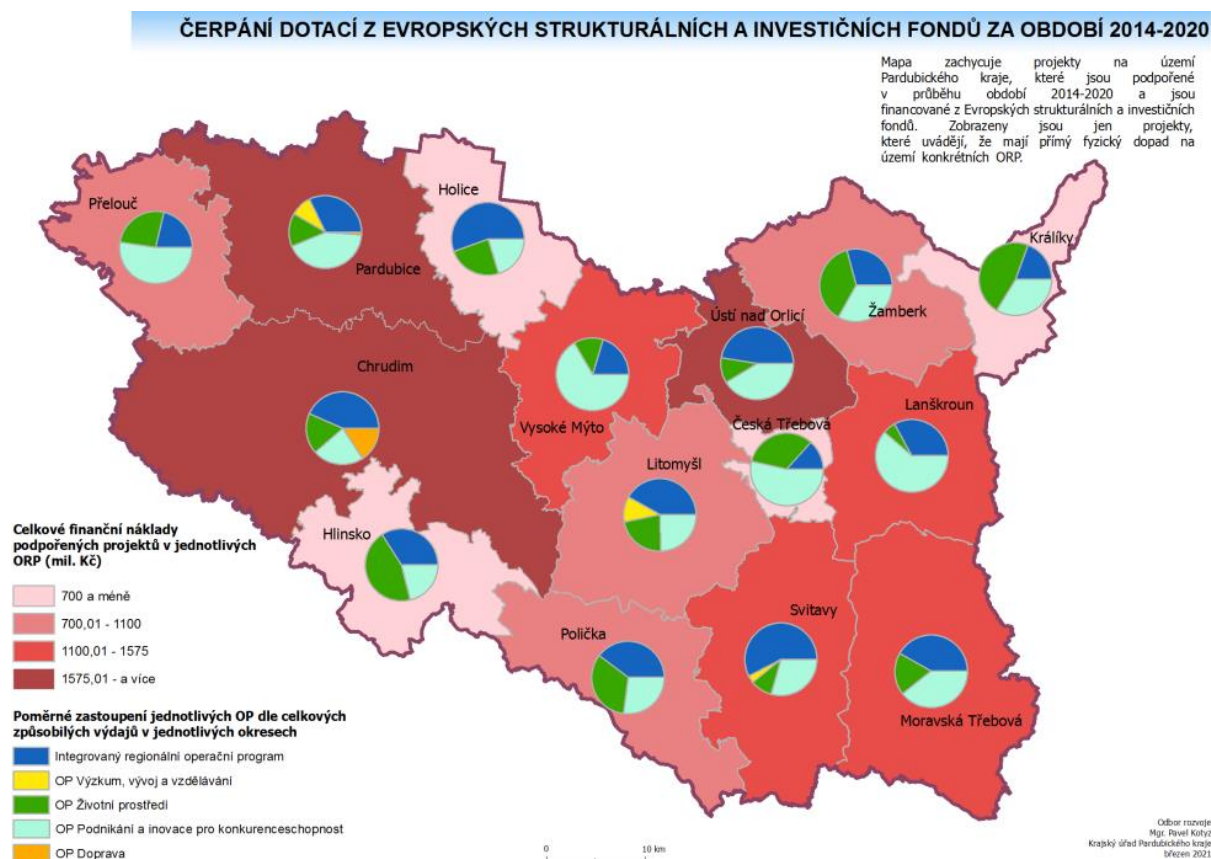 ČERPÁNÍ DOTACÍ Z EVROPSKÝCH STRUKTURÁLNÍCH A INVESTIČNÍCH FONDŮ ZA OBDOBÍ 2014-2020
Mapa zachycuje projekty na území
Pardubického kraje, které jsou podpořené
v průběhu období 2014-2020 a jsou
financované z Evropských strukturálních a investičních
fondů. Zobrazeny jsou jen projekty,
které uvádějí, že mají přímý fyzický dopad na
území konkrétních ORP.
Přelouč
Pardubice
Holice
Králíky
Žamberk
Ústí nad Orlicí
Chrudim
Vysoké Mýto
Česká Třebová
Lanškroun
Litomyšl
Hlinsko
Polička
Svitavy
Moravská Třebová
Celkové finanční náklady
podpořených projektů v jednotlivých
ORP (mil. Kč)
700 a méně
700,01 - 1100
1100,01 - 1575
1575,01 - a více
Poměrné zastoupení jednotlivých OP dle celkových
způsobilých výdajů v jednotlivých okresech
Integrovaný regionální operační program
OP Výzkum, vývoj a vzdělávání
OP Životní prostředí
OP Podnikání a inovace pro konkurenceschopnost
OP Doprava
0 10 km
Odbor rozvoje
Mgr. Pavel Kotyz
Krajský úřad Pardubického kraje
březen 2021